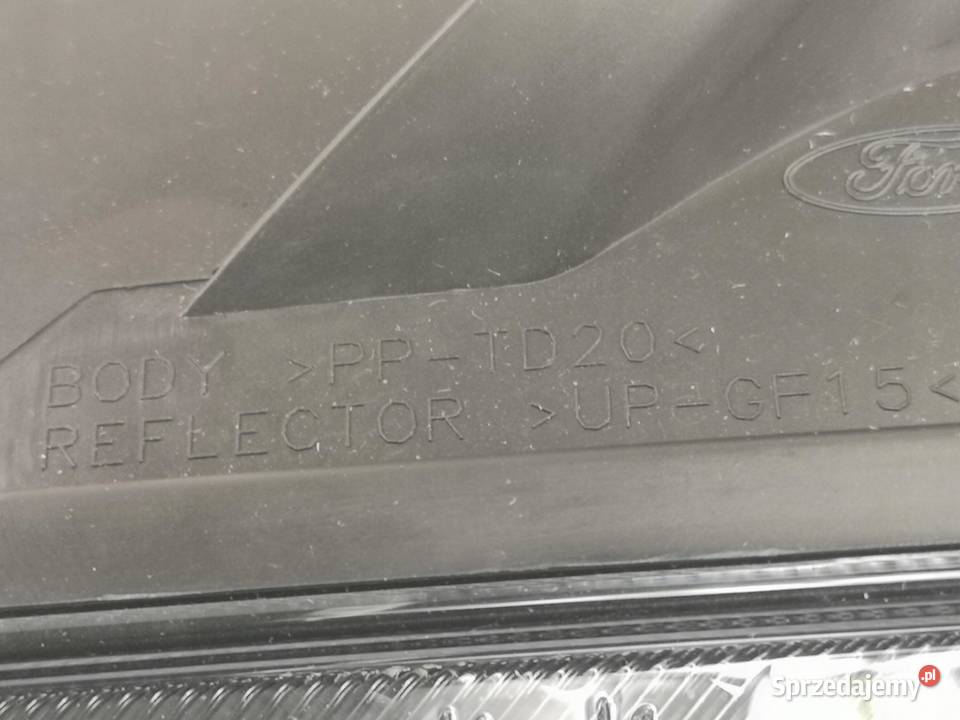 Ford
BODY >PP-TD20<
REFLECTOR >UP-GF15<
Sprzedajemy.pl